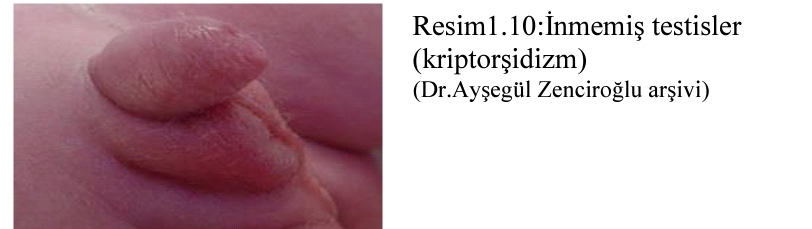 Resim1.10:İnmemiş testisler
(kriptorşidizm)
(Dr.Ayşegül Zenciroğlu arşivi)